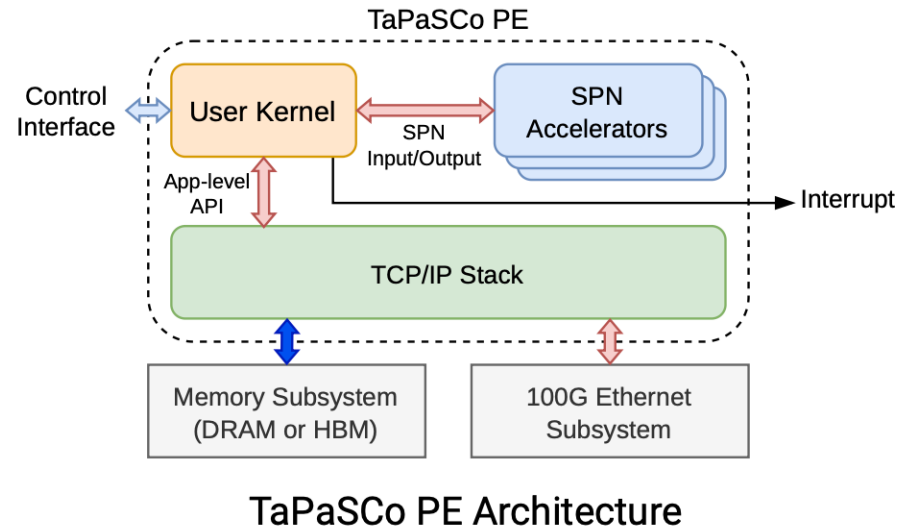 TaPaSCo PE
Control
Interface
User Kernel
SPN
Input/Output
SPN
Accelerators
App-level
API
Interrupt
TCP/IP Stack
Memory Subsystem
(DRAM or HBM)
100G Ethernet
Subsystem
TaPaSCo PE Architecture